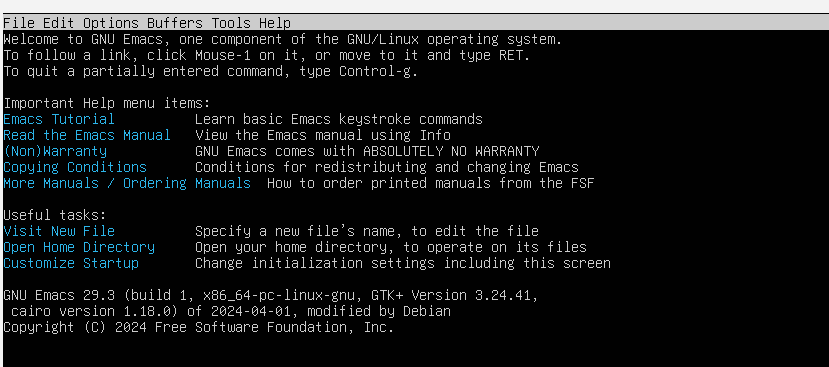 File Edit Options Buffers Tools Help
Welcome to GNU Emacs, one component of the GNU/Linux operating system.
To follow a link, click Mouse-1 on it, or move to it and type RET.
To quit a partially entered command, type Control-g.
Important Help menu items:
Emacs Tutorial Learn basic Emacs keystroke commands
Read the Emacs Manual View the Emacs manual using Info
(Non)Warranty GNU Emacs comes with ABSOLUTELY NO WARRANTY
Copying Conditions Conditions for redistributing and changing Emacs
More Manuals / Ordering Manuals How to order printed manuals from the FSF
Useful tasks:
Visit New File Specify a new file's name, to edit the file
Open Home Directory Open your home directory, to operate on its files
Customize Startup Change initialization settings including this screen
GNU Emacs 29.3 (build 1, x86_64-pc-linux-gnu, GTK+ Version 3.24.41,
cairo version 1.18.0) of 2024-04-01, modified by Debian
Copyright (C) 2024 Free Software Foundation, Inc.